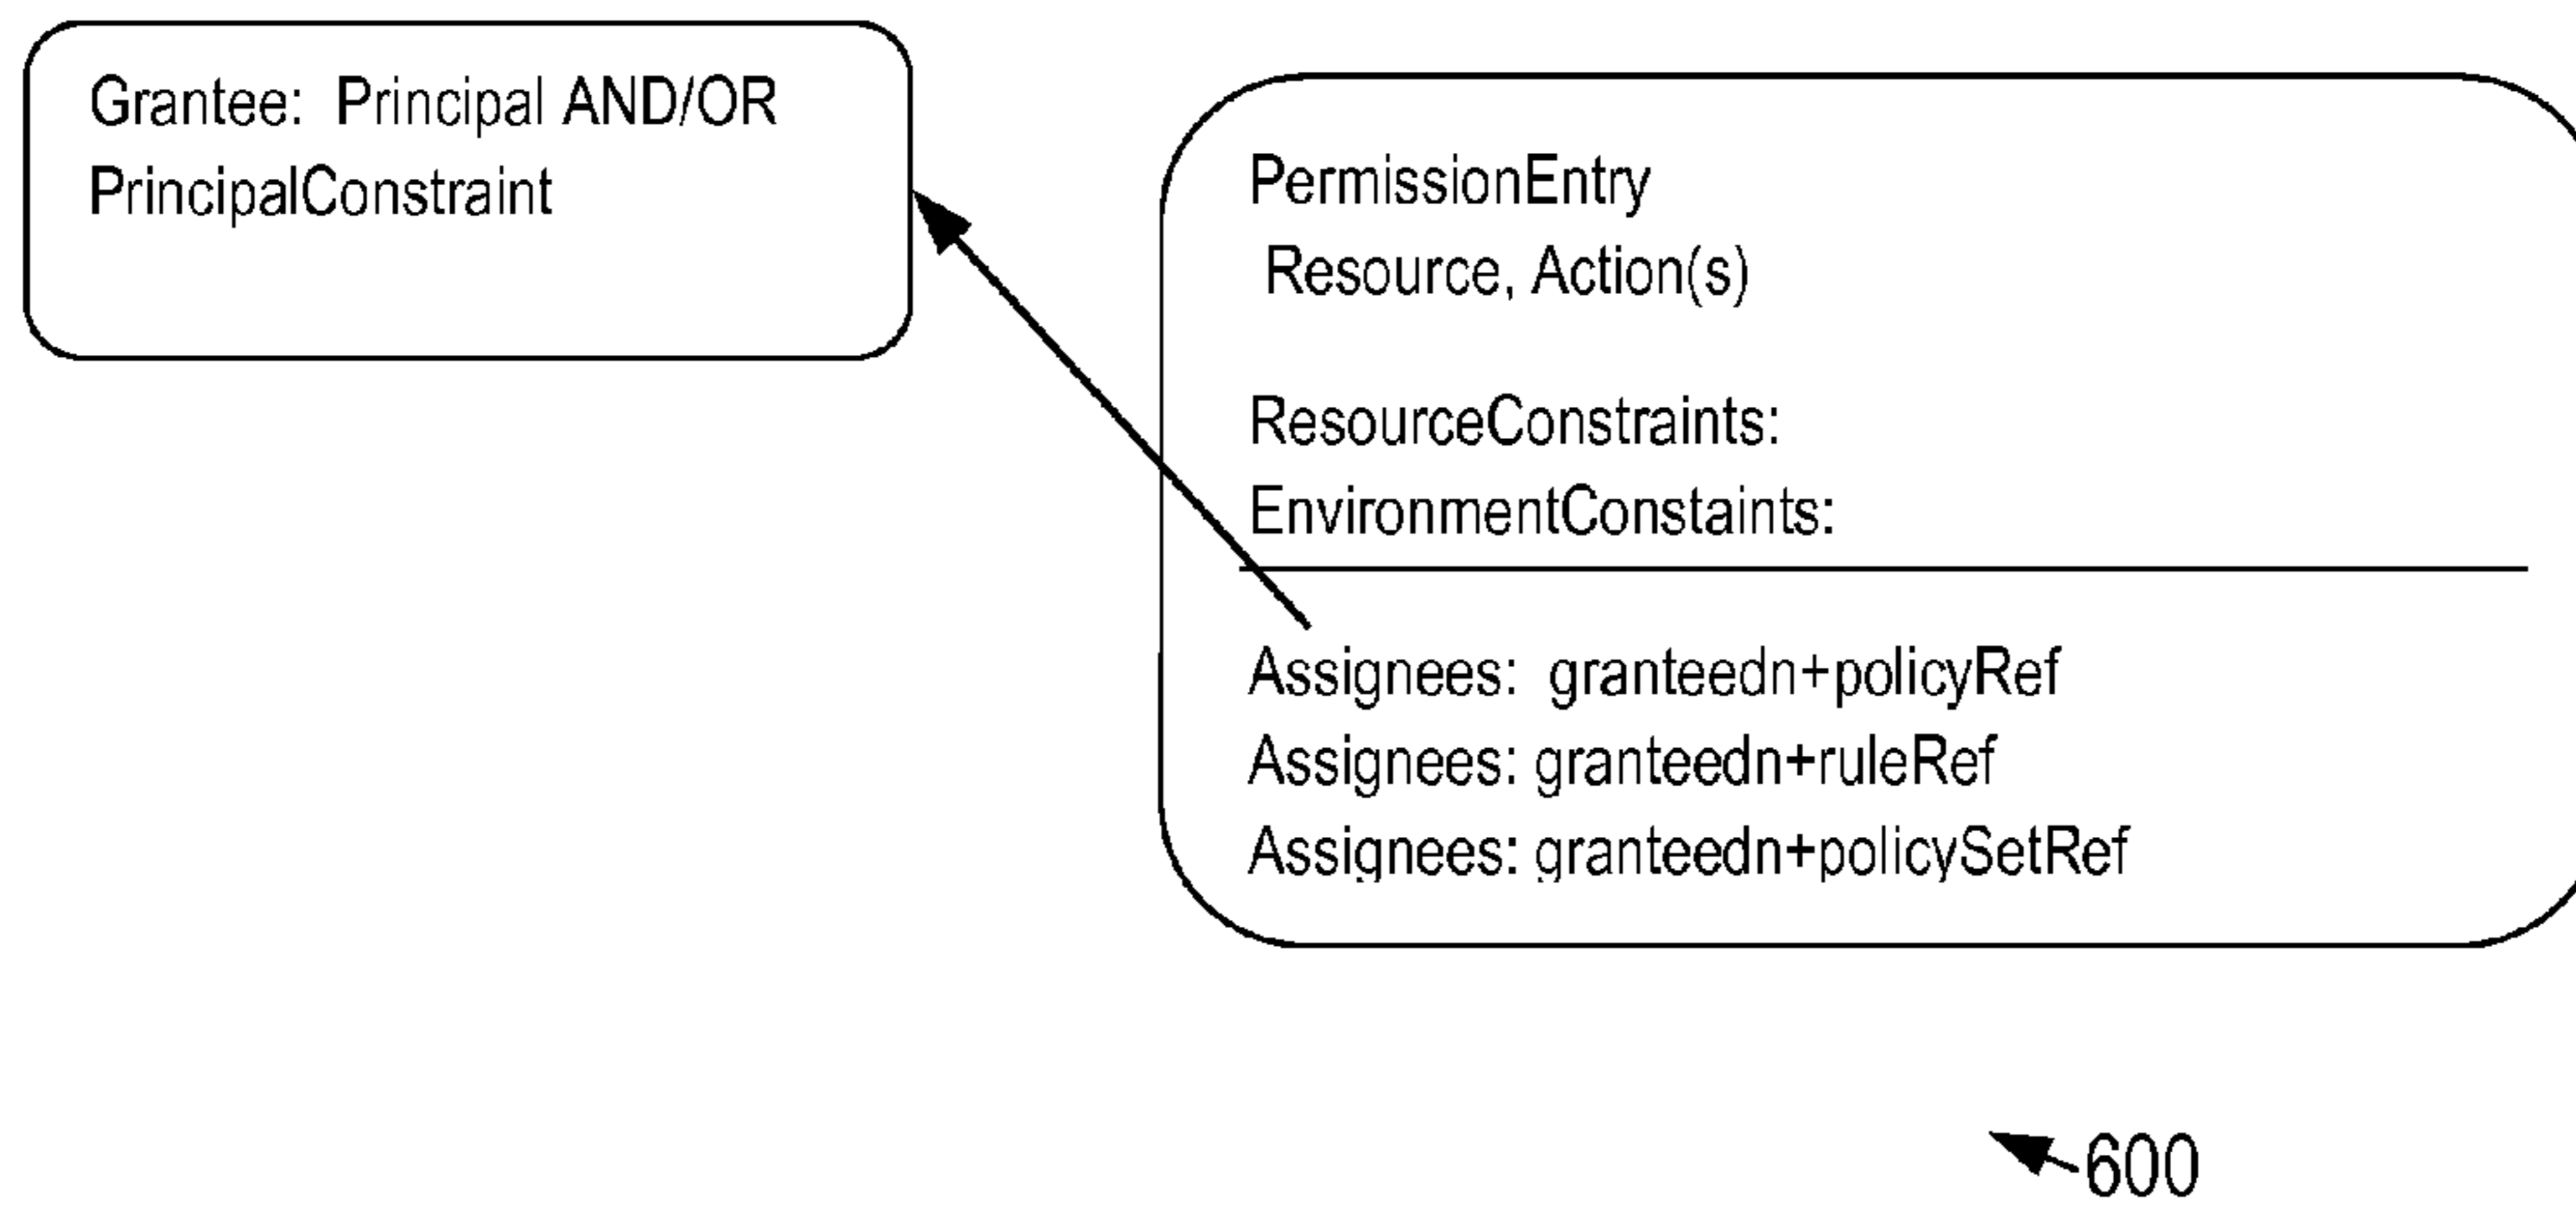 Grantee: Principal AND/OR
PrincipalConstraint
PermissionEntry
Resource, Action(s)
ResourceConstraints:
EnvironmentConstaints:
Assignees: granteedn+policyRef
Assignees: granteedn+ruleRef
Assignees: granteedn+policySetRef
600